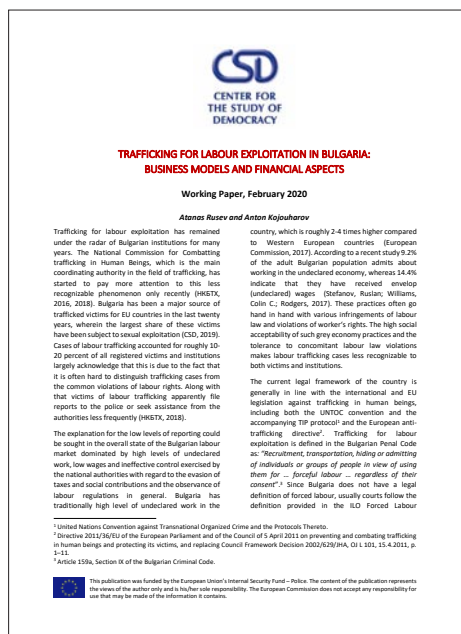 CSD
CENTER FOR
THE STUDY OF
DEMOCRACY
TRAFFICKING FOR LABOUR EXPLOITATION IN BULGARIA:
BUSINESS MODELS AND FINANCIAL ASPECTS
Working Paper, February 2020
Atanas Rusev and Anton Kojouharov
Trafficking for labour exploitation has remained
under the radar of Bulgarian institutions for many
years. The National Commission for Combatting
trafficking in Human Beings, which is the main
coordinating authority in the field of trafficking, has
started to pay more attention to this less
recognizable phenomenon only recently (НКБТХ,
2016, 2018). Bulgaria has been a major source of
trafficked victims for EU countries in the last twenty
years, wherein the largest share of these victims
have been subject to sexual exploitation (CSD, 2019).
Cases of labour trafficking accounted for roughly 10-
20 percent of all registered victims and institutions
largely acknowledge that this is due to the fact that
it is often hard to distinguish trafficking cases from
the common violations of labour rights. Along with
that victims of labour trafficking apparently file
reports to the police or seek assistance from the
authorities less frequently (НКБТХ, 2018).
The explanation for the low levels of reporting could
be sought in the overall state of the Bulgarian labour
market dominated by high levels of undeclared
work, low wages and ineffective control exercised by
the national authorities with regard to the evasion of
taxes and social contributions and the observance of
labour regulations in general. Bulgaria has
traditionally high level of undeclared work in the
country, which is roughly 2-4 times higher compared
to Western European countries (European
Commission, 2017). According to a recent study 9.2%
of the adult Bulgarian population admits about
working in the undeclared economy, whereas 14.4%
indicate that they have received envelop
(undeclared) wages (Stefanov, Ruslan; Williams,
Colin C.; Rodgers, 2017). These practices often go
hand in hand with various infringements of labour
law and violations of worker's rights. The high social
acceptability of such grey economy practices and the
tolerance to concomitant labour law violations
makes labour trafficking cases less recognizable to
both victims and institutions.
The current legal framework of the country is
generally in line with the international and EU
legislation against trafficking in human beings,
including both the UNTOC convention and the
accompanying TIP protocol¹ and the European anti-
trafficking directive². Trafficking for labour
exploitation is defined in the Bulgarian Penal Code
as: "Recruitment, transportation, hiding or admitting
of individuals or groups of people in view of using
them for ... forceful labour ... regardless of their
consent".³ Since Bulgaria does not have a legal
definition of forced labour, usually courts follow the
definition provided in the ILO Forced Labour
¹ United Nations Convention against Transnational Organized Crime and the Protocols Thereto.
² Directive 2011/36/EU of the European Parliament and of the Council of 5 April 2011 on preventing and combating trafficking
in human beings and protecting its victims, and replacing Council Framework Decision 2002/629/JHA, OJ L 101, 15.4.2011, p.
1–11.
³ Article 159a, Section IX of the Bulgarian Criminal Code.
This publication was funded by the European Union's Internal Security Fund – Police. The content of the publication represents
the views of the author only and is his/her sole responsibility. The European Commission does not accept any responsibility for
use that may be made of the information it contains.